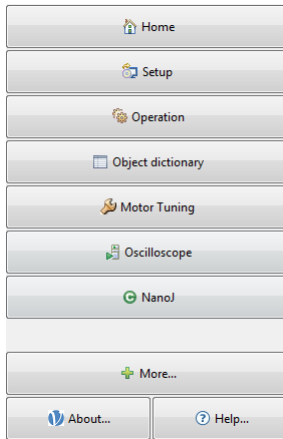 Home
Setup
Operation
Object dictionary
Motor Tuning
Oscilloscope
NanoJ
More...
About... Help...